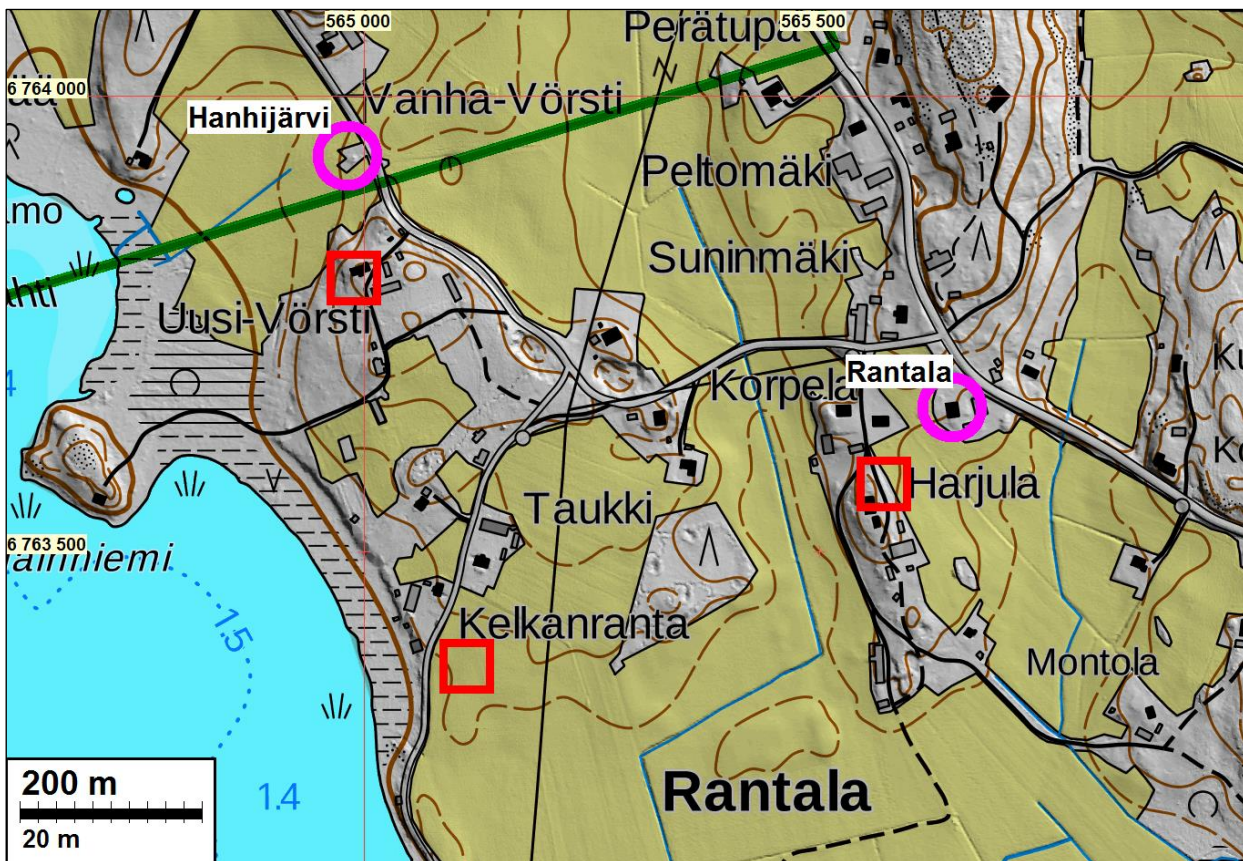 565 000
565 500
Perätupa
6 764 000
Vanha-Vörsti
Hanhijärvi
Peltomäki
Suninmäki
Uusi-Vörsti
Korpela
Rantala
Taukki
Harjula
6 763 500
1.5
Kelkanranta
Montola
Rantala
200 m
20 m
1.4